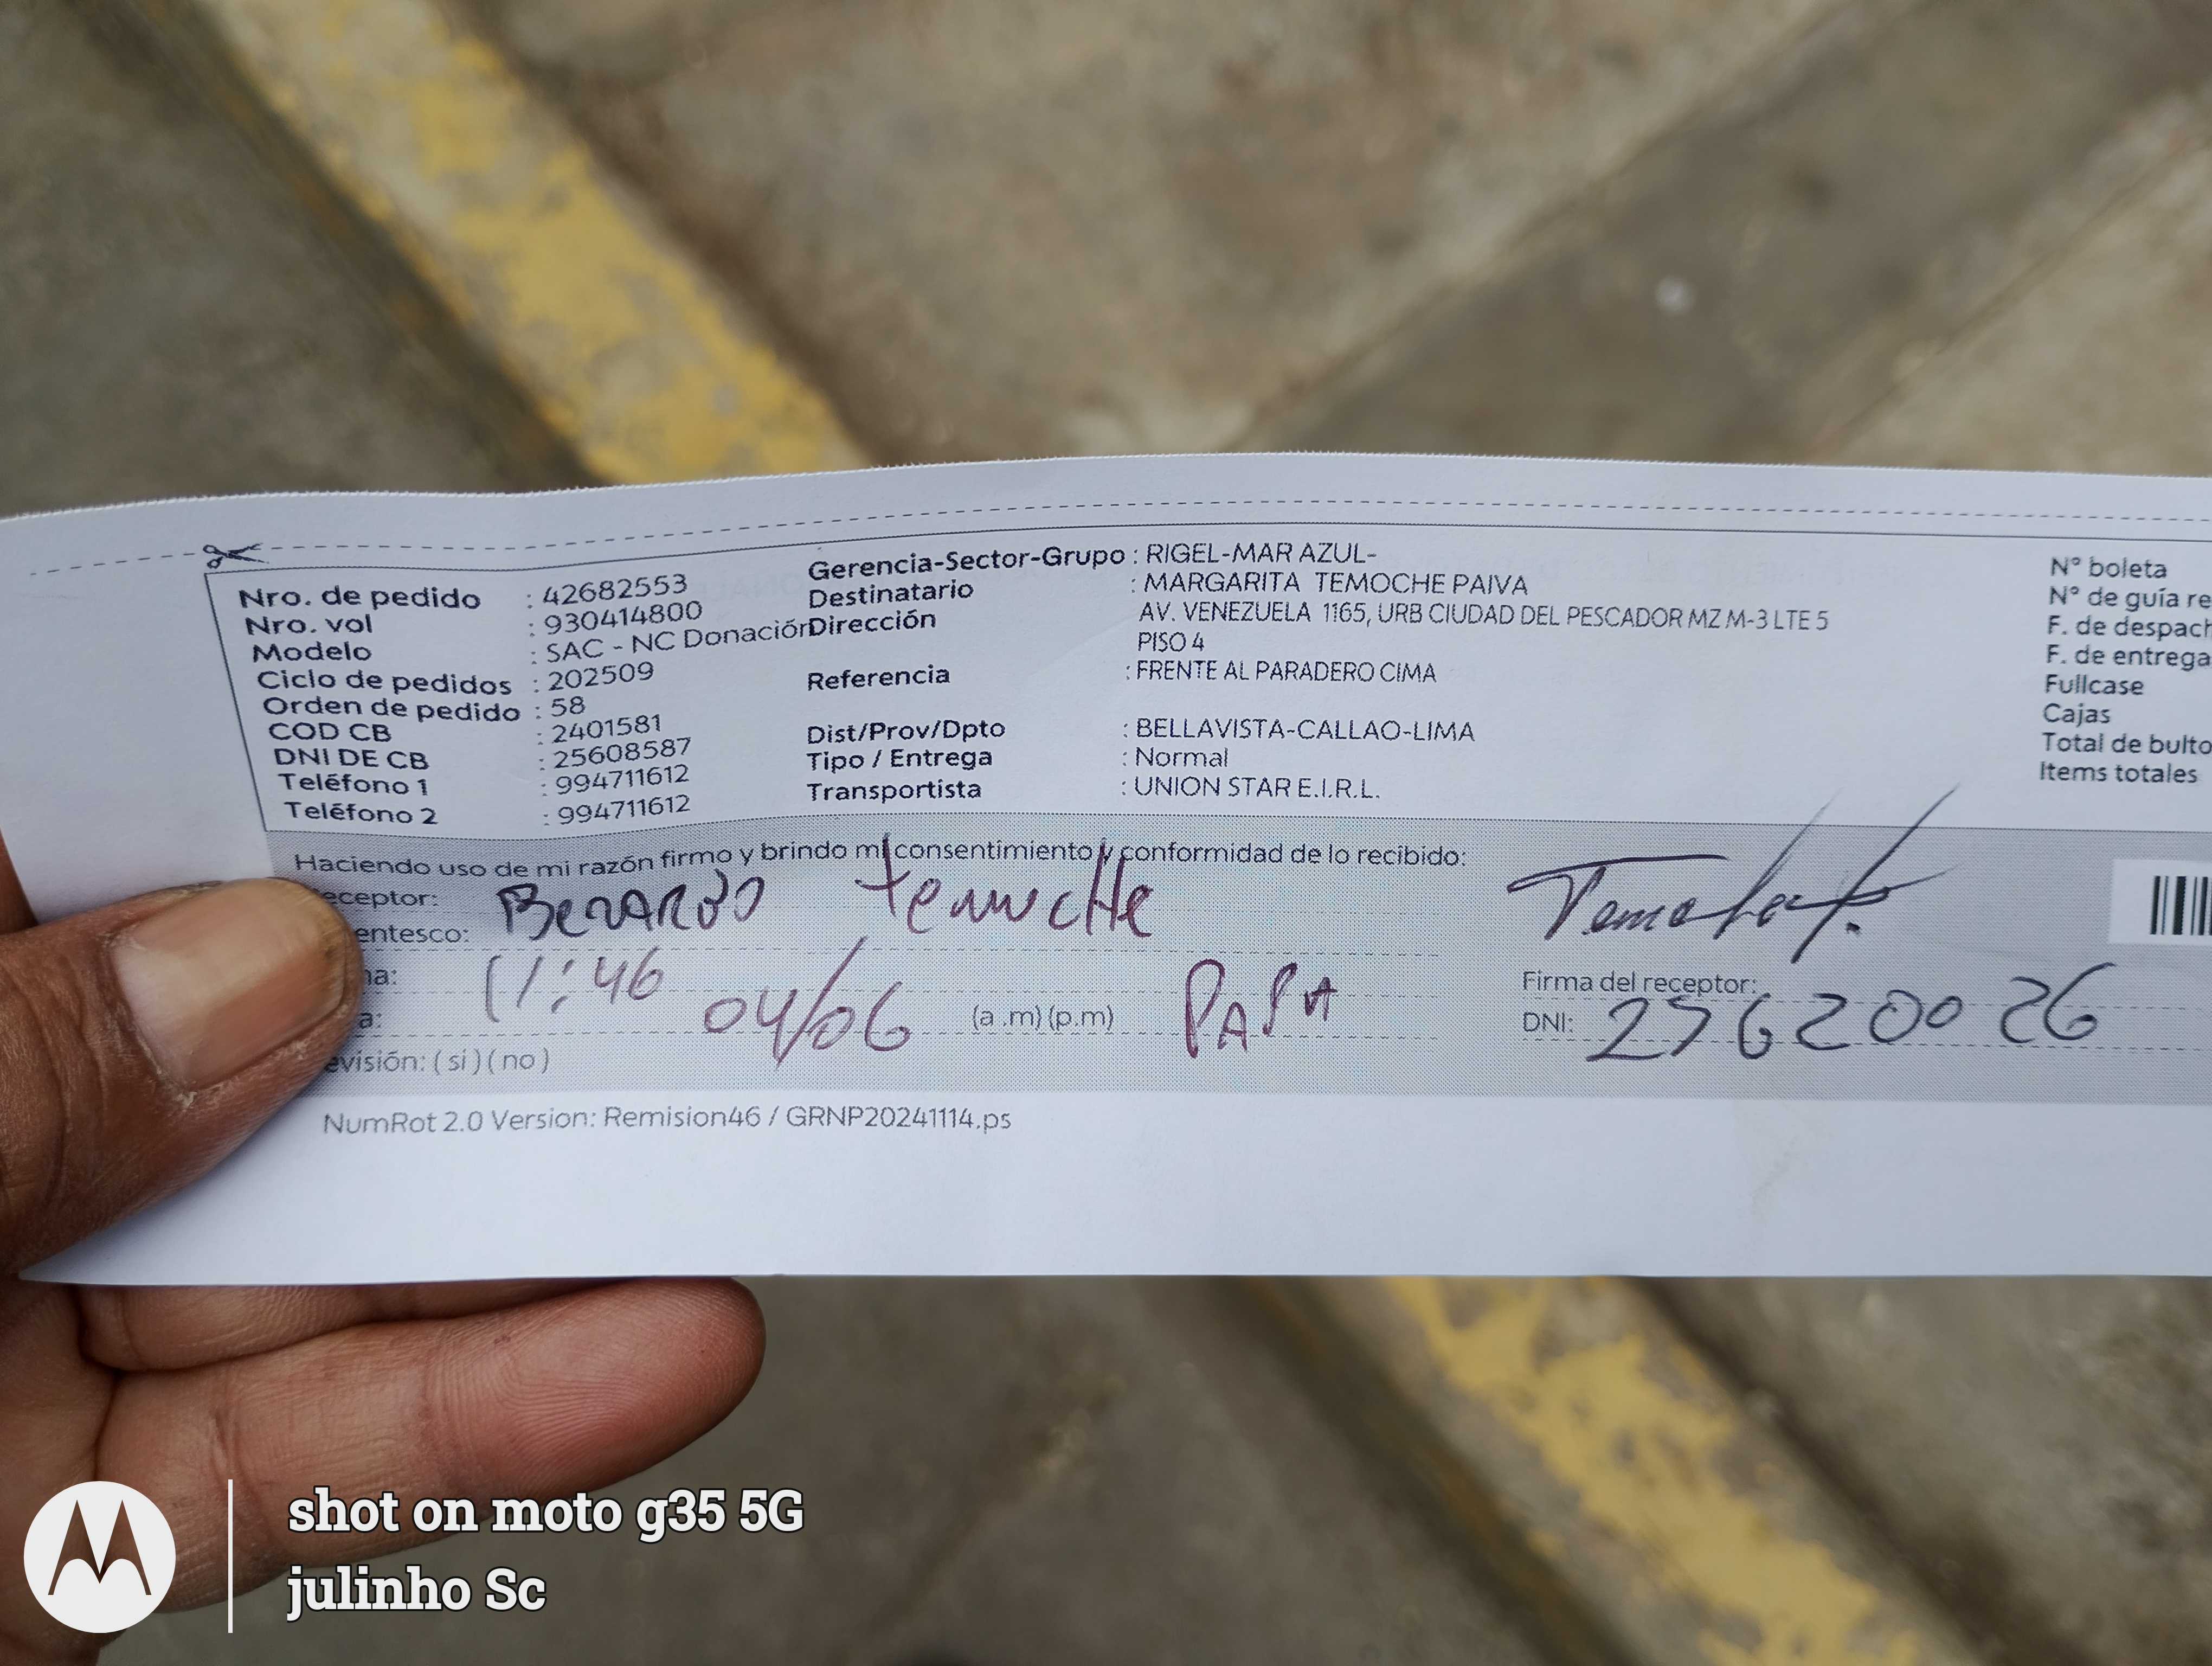 Nro. de pedido : 42682553
Nro. vol : 930414800
Modelo : SAC - NC Donación
Ciclo de pedidos : 202509
Orden de pedido : 58
COD CB : 2401581
DNI DE CB : 25608587
Teléfono 1 : 994711612
Teléfono 2 : 994711612
Gerencia-Sector-Grupo : RIGEL-MAR AZUL-
Destinatario : MARGARITA TEMOCHE PAIVA
Dirección AV. VENEZUELA 1165, URB CIUDAD DEL PESCADOR MZ M-3 LTE 5
PISO 4
Referencia : FRENTE AL PARADERO CIMA
Dist/Prov/Dpto : BELLAVISTA-CALLAO-LIMA
Tipo / Entrega : Normal
Transportista : UNION STAR E.I.R.L.
N° boleta
N° de guía re
F. de despach
F. de entrega
Fullcase
Cajas
Total de bulto
Items totales
Haciendo uso de mi razón firmo y brindo mi consentimiento y conformidad de lo recibido:
eceptor:
entesco:
11:46
04/06 (a .m) (p.m) PAPA
evisión: ( si ) ( no )
Firma del receptor:
DNI: 25620026
NumRot 2.0 Version: Remision46 / GRNP20241114.ps
shot on moto g35 5G
julinho Sc